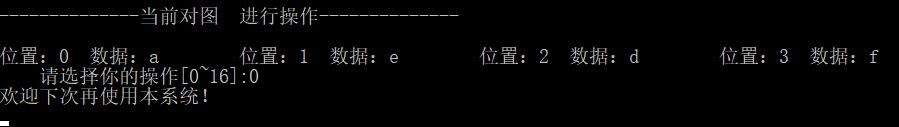 --------------当前对图  进行操作--------------
位置：0  数据：a        位置：1  数据：e        位置：2  数据：d        位置：3  数据：f
    请选择你的操作[0~16]:0
欢迎下次再使用本系统！